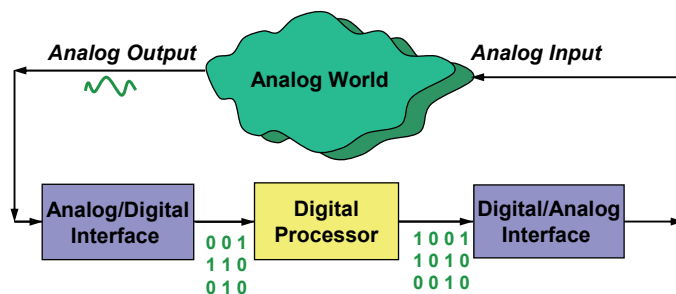 Analog Output
Analog Input
Analog World
Analog/Digital
Interface
Digital
Processor
Digital/Analog
Interface
0 0 1
1 1 0
0 1 0
1 0 0 1
1 0 1 0
0 0 1 0